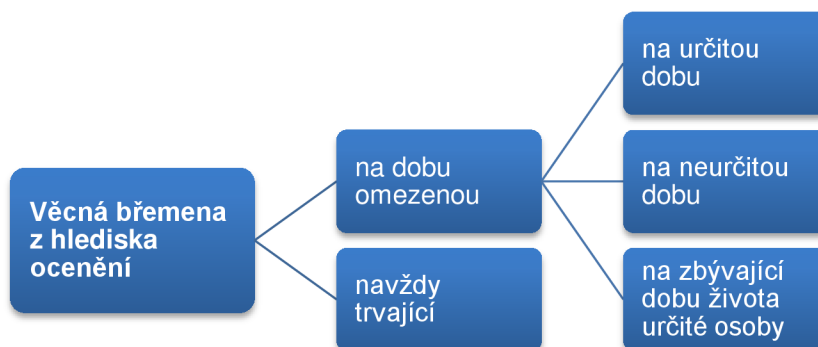 Věcná břemena
z hlediska
ocenění
na dobu
omezenou
navždy
trvající
na určitou
dobu
na neurčitou
dobu
na zbývající
dobu života
určité osoby